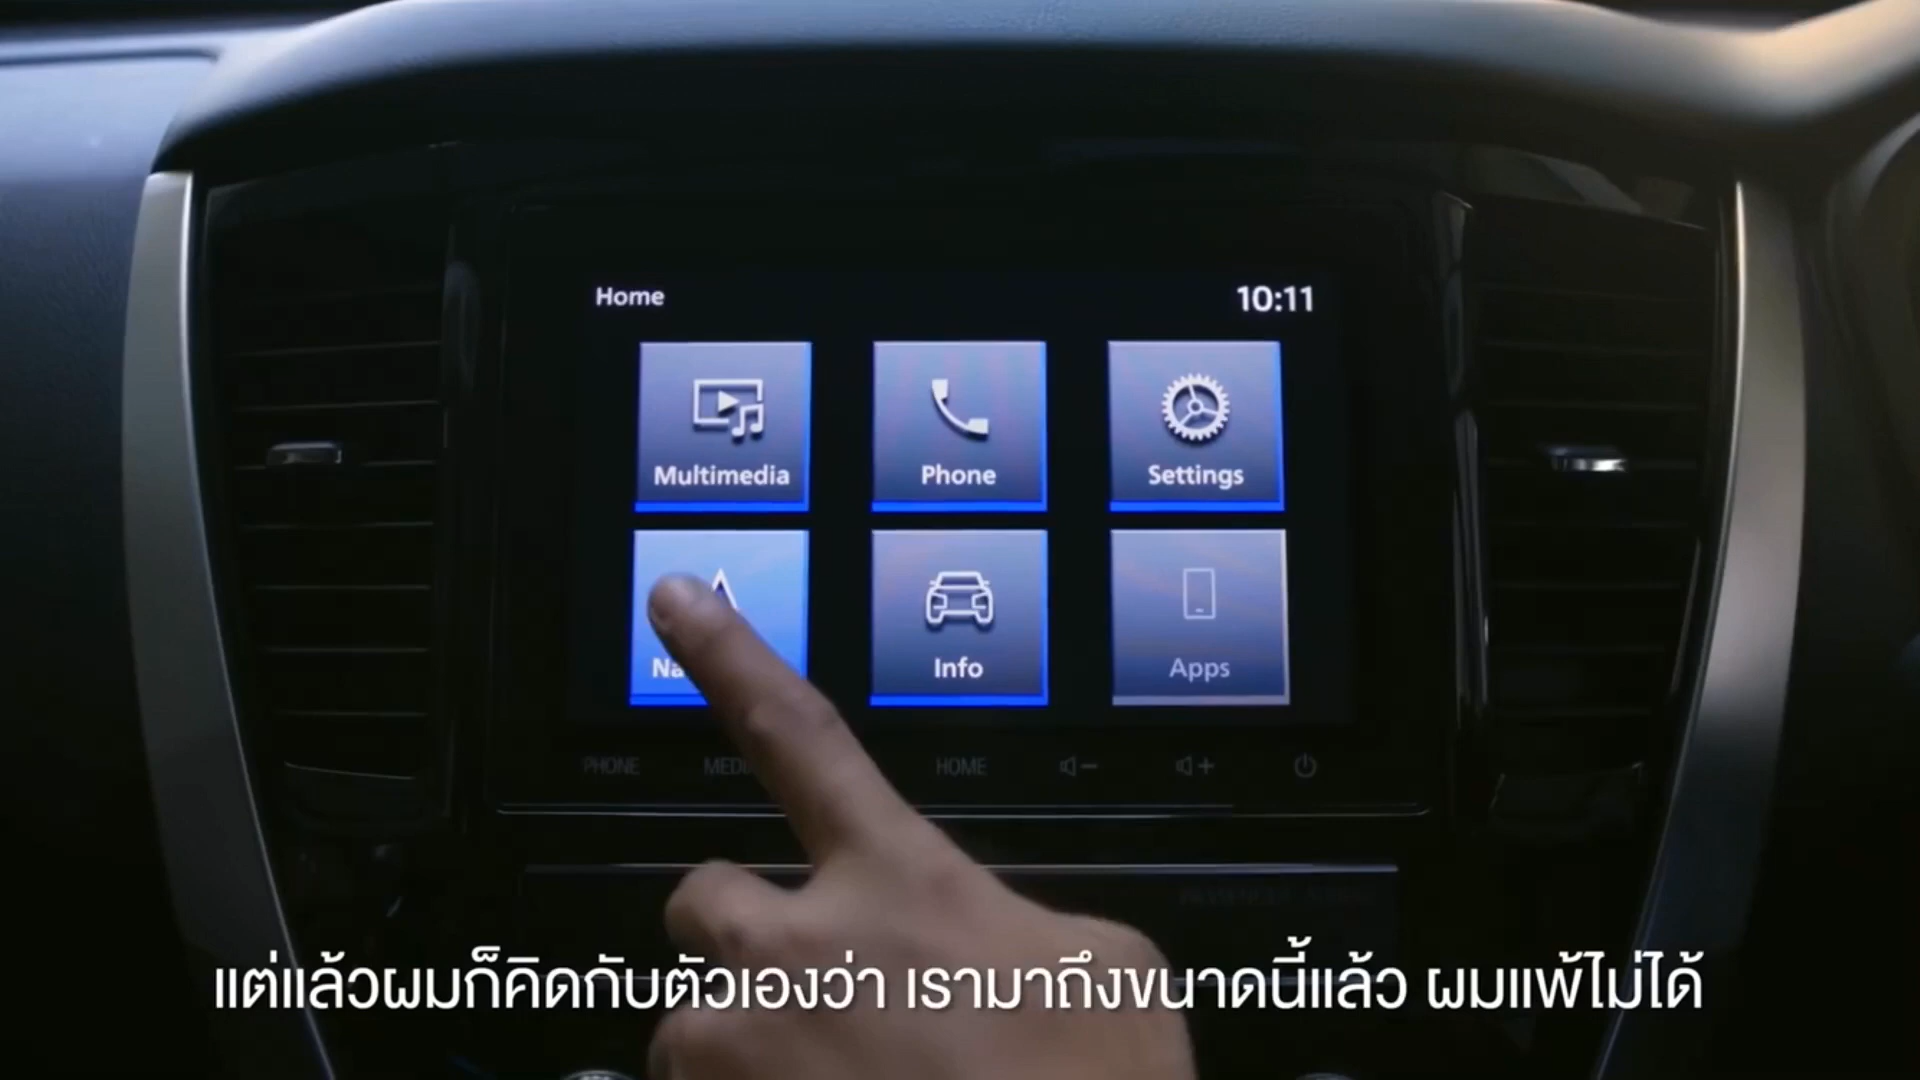 Home
10:11
Multimedia
Phone
Settings
Info
Apps
PHONE
HOME
แต่แล้วผมก็คิดกับตัวเองว่า เรามาถึงขนาดนี้แล้ว ผมแพ้ไม่ได้